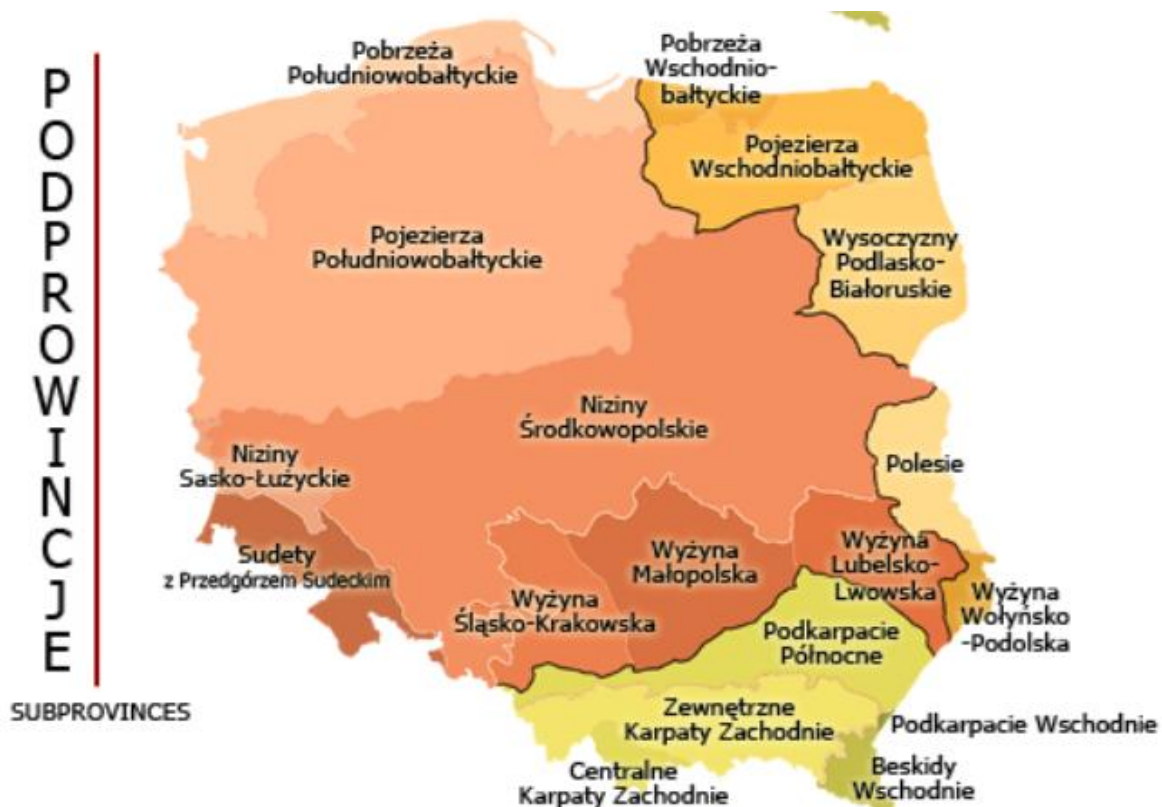 PODPROWINCJE
SUBPROVINCES
Pobrzeża
Południowobałtyckie
Pobrzeża
Wschodnio-
bałtyckie
Pojezierza
Wschodniobałtyckie
Pojezierza
Południowobałtyckie
Wysoczyzny
Podlasko-
Białoruskie
Niziny
Środkowopolskie
Niziny
Sasko-Łużyckie
Polesie
Sudety
z Przedgórzem Sudeckim
Wyżyna
Małopolska
Wyżyna
Lubelsko-
Lwowska
Wyżyna
Śląsko-Krakowska
Wyżyna
Wołyńsko
-Podolska
Podkarpacie
Północne
Zewnętrzne
Karpaty Zachodnie
Podkarpacie Wschodnie
Centralne
Karpaty Zachodnie
Beskidy
Wschodnie